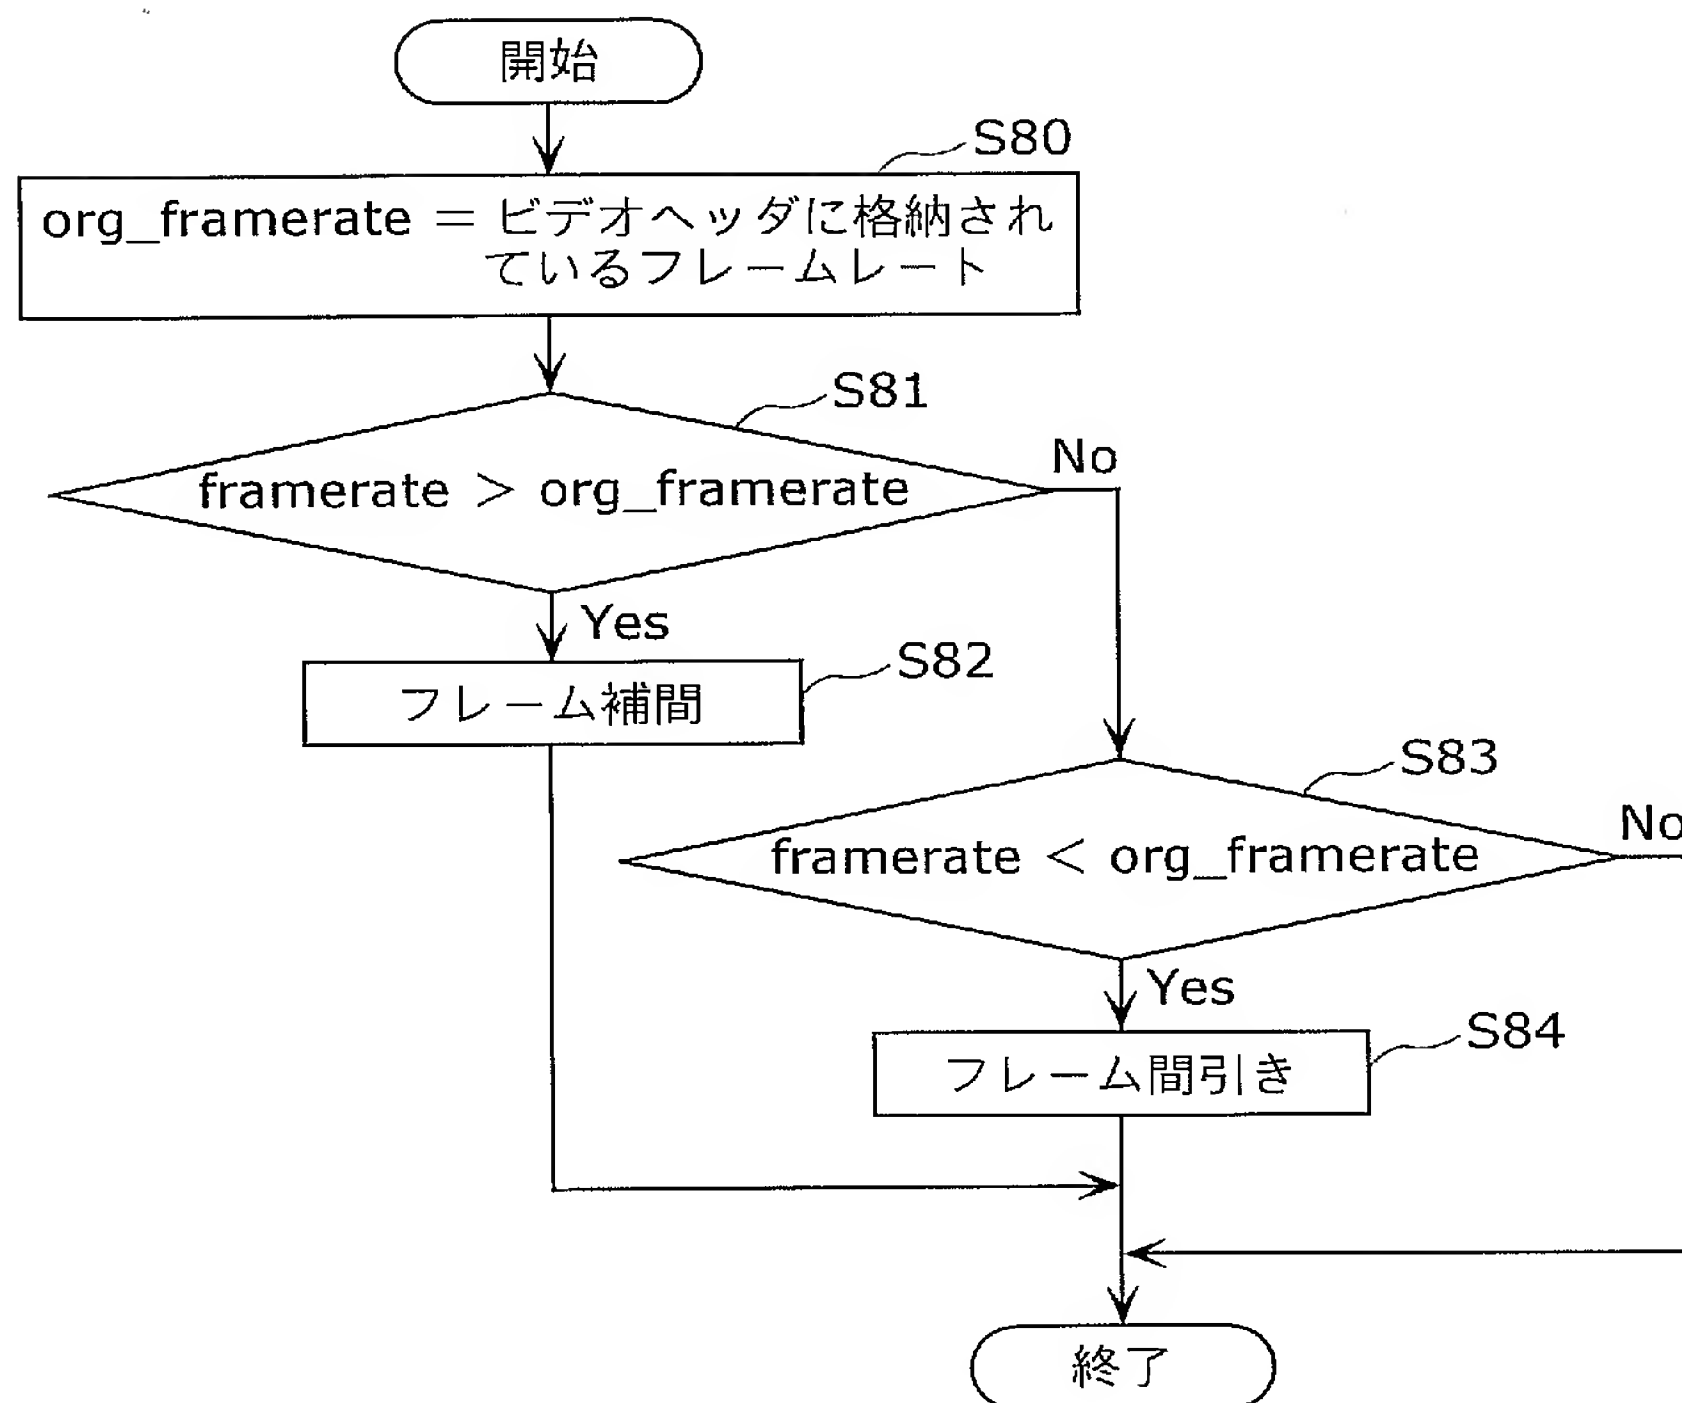 開始
S80
org_framerate = ビデオヘッダに格納され
ているフレームレート
S81
framerate > org_framerate
No
Yes
S82
フレーム補間
S83
framerate < org_framerate
No
Yes
S84
フレーム間引き
終了